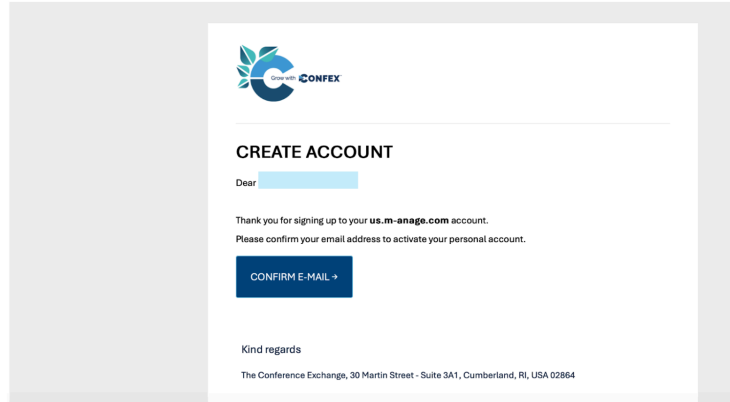 Grow with CONFEX
CREATE ACCOUNT
Dear
Thank you for signing up to your us.m-anage.com account.
Please confirm your email address to activate your personal account.
CONFIRM E-MAIL →
Kind regards
The Conference Exchange, 30 Martin Street - Suite 3A1, Cumberland, RI, USA 02864